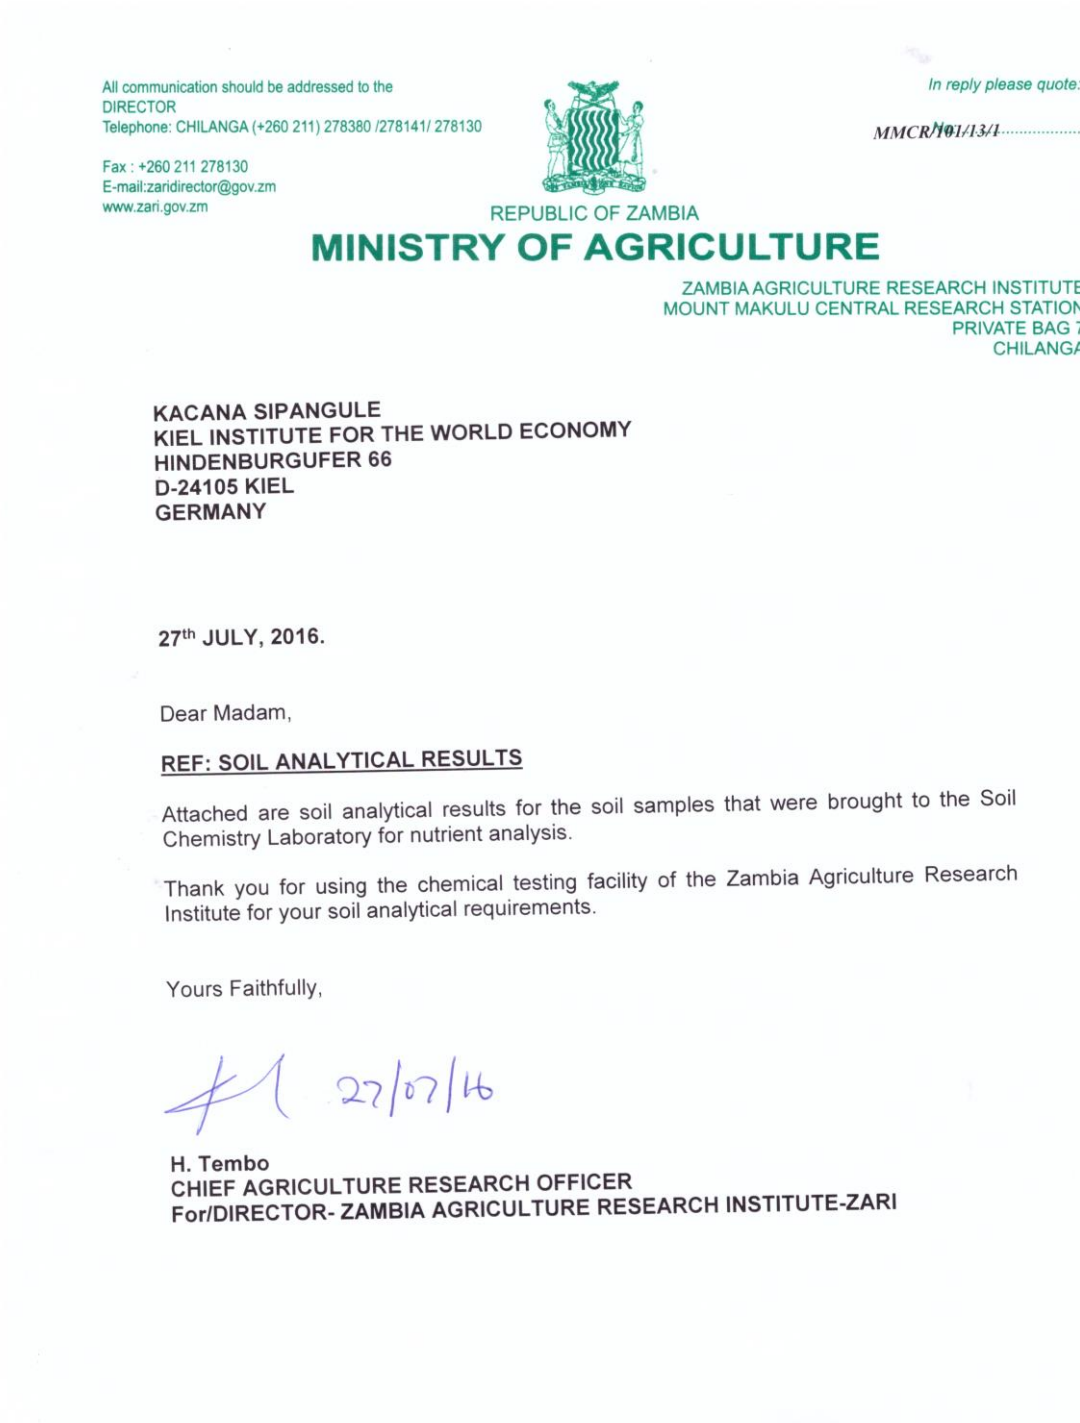 All communication should be addressed to the
DIRECTOR
Telephone: CHILANGA (+260 211) 278380 /278141/ 278130
Fax : +260 211 278130
E-mail:zaridirector@gov.zm
www.zari.gov.zm
In reply please quote:
MMCR/101/13/1
REPUBLIC OF ZAMBIA
MINISTRY OF AGRICULTURE
ZAMBIA AGRICULTURE RESEARCH INSTITUTE
MOUNT MAKULU CENTRAL RESEARCH STATION
PRIVATE BAG 7
CHILANGA
KACANA SIPANGULE
KIEL INSTITUTE FOR THE WORLD ECONOMY
HINDENBURGUFER 66
D-24105 KIEL
GERMANY
27th JULY, 2016.
Dear Madam,
REF: SOIL ANALYTICAL RESULTS
Attached are soil analytical results for the soil samples that were brought to the Soil
Chemistry Laboratory for nutrient analysis.
Thank you for using the chemical testing facility of the Zambia Agriculture Research
Institute for your soil analytical requirements.
Yours Faithfully,
27/07/16
H. Tembo
CHIEF AGRICULTURE RESEARCH OFFICER
For/DIRECTOR- ZAMBIA AGRICULTURE RESEARCH INSTITUTE-ZARI